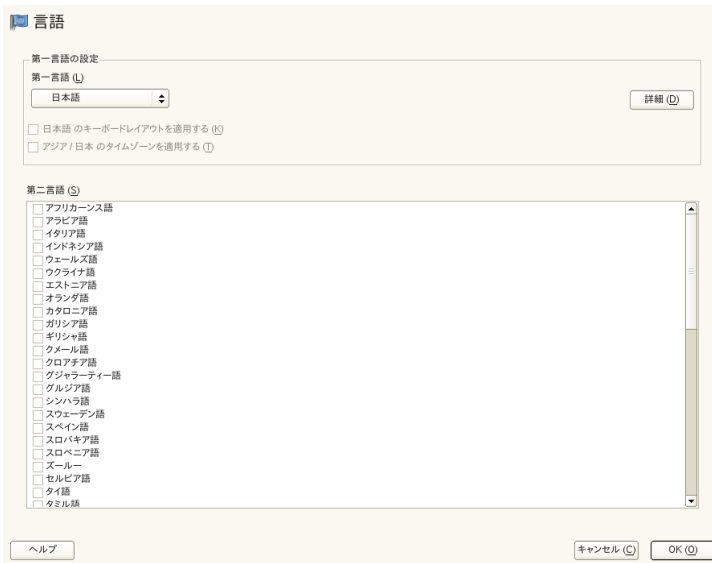 言語
第一言語の設定
第一言語 (L)
日本語
詳細 (D)
日本語 のキーボードレイアウトを適用する (K)
アジア / 日本 のタイムゾーンを適用する (T)
第二言語 (S)
アフリカーンス語
アラビア語
イタリア語
インドネシア語
ウェールズ語
ウクライナ語
エストニア語
オランダ語
カタロニア語
ガリシア語
ギリシャ語
クメール語
クロアチア語
グジャラーティー語
グルジア語
シンハラ語
スウェーデン語
スペイン語
スロバキア語
スロベニア語
ズールー
セルビア語
タイ語
タミル語
ヘルプ
キャンセル (C)
OK (O)